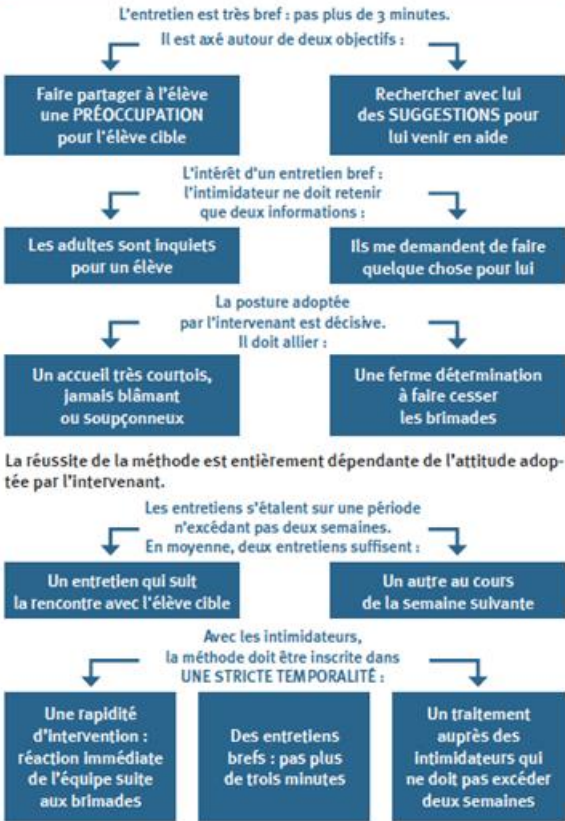 L'entretien est très bref : pas plus de 3 minutes.
Il est axé autour de deux objectifs :
Faire partager à l'élève
une PRÉOCCUPATION
pour l'élève cible
Rechercher avec lui
des SUGGESTIONS pour
lui venir en aide
L'intérêt d'un entretien bref :
l'intimidateur ne doit retenir
que deux informations :
Les adultes sont inquiets
pour un élève
Ils me demandent de faire
quelque chose pour lui
La posture adoptée
par l'intervenant est décisive.
Il doit allier :
Un accueil très courtois,
jamais blâmant
ou soupçonneux
Une ferme détermination
à faire cesser
les brimades
La réussite de la méthode est entièrement dépendante de l'attitude adop-
tée par l'intervenant.
Les entretiens s'étalent sur une période
n'excédant pas deux semaines.
En moyenne, deux entretiens suffisent :
Un entretien qui suit
la rencontre avec l'élève cible
Un autre au cours
de la semaine suivante
Avec les intimidateurs,
la méthode doit être inscrite dans
UNE STRICTE TEMPORALITÉ :
Une rapidité
d'intervention :
réaction immédiate
de l'équipe suite
aux brimades
Des entretiens
brefs : pas plus
de trois minutes
Un traitement
auprès des
intimidateurs qui
ne doit pas excéder
deux semaines